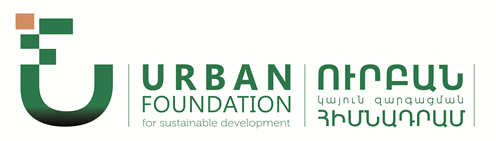 URBAN
FOUNDATION
for sustainable development
ՈՒՐԲԱՆ
կայուն զարգացման
ՀԻՄՆԱԴՐԱՄ